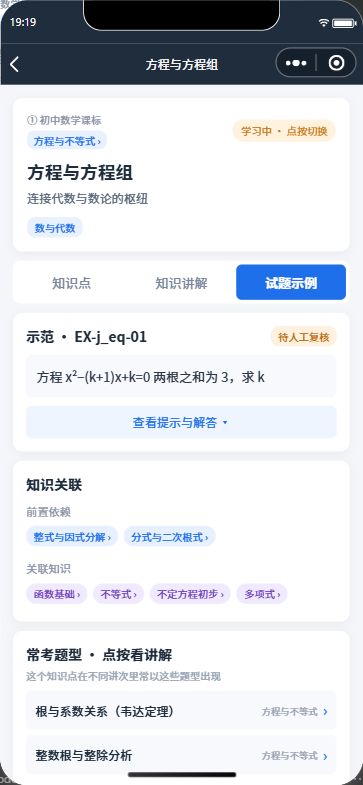 19:19
方程与方程组
① 初中数学课标
方程与不等式 ›
学习中 · 点按切换
方程与方程组
连接代数与数论的枢纽
数与代数
知识点
知识讲解
试题示例
示范 · EX-j_eq-01
待人工复核
方程 x²−(k+1)x+k=0 两根之和为 3，求 k
查看提示与解答 ▾
知识关联
前置依赖
整式与因式分解 ›
分式与二次根式 ›
关联知识
函数基础 ›
不等式 ›
不定方程初步 ›
多项式 ›
常考题型 · 点按看讲解
这个知识点在不同讲次里常以这些题型出现
根与系数关系（韦达定理）
方程与不等式 ›
整数根与整除分析
方程与不等式 ›